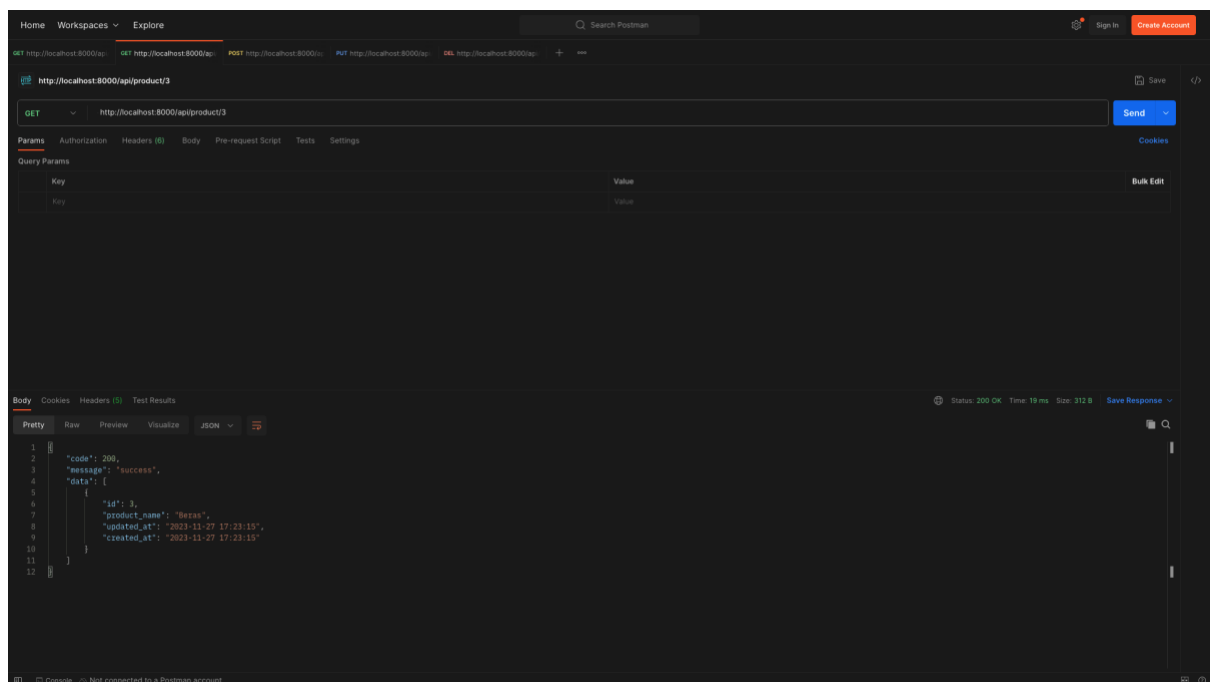 Home Workspaces Explore Search Postman Sign In Create Account
GET http://localhost:8000/ap GET http://localhost:8000/ap POST http://localhost:8000/ PUT http://localhost:8000/ap DEL http://localhost:8000/ap
http://localhost:8000/api/product/3 Save </>
GET http://localhost:8000/api/product/3 Send
Params Authorization Headers (6) Body Pre-request Script Tests Settings Cookies
Query Params
Key Value Bulk Edit
Key Value
Body Cookies Headers (5) Test Results Status: 200 OK Time: 19 ms Size: 312 B Save Response
Pretty Raw Preview Visualize JSON
1 {
2 "code": 200,
3 "message": "success",
4 "data": [
5 {
6 "id": 3,
7 "product_name": "Beras",
8 "updated_at": "2023-11-27 17:23:15",
9 "created_at": "2023-11-27 17:23:15"
10 }
11 ]
12 }
Console Not connected to a Postman account